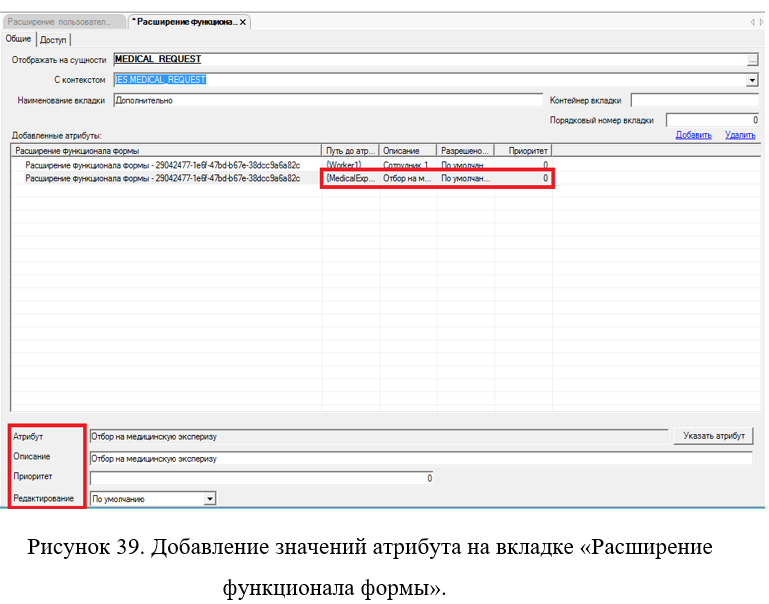 Расширение пользовател...
* Расширение функциона... X
Общие Доступ
Отображать на сущности MEDICAL_REQUEST ...
С контекстом IES.MEDICAL_REQUEST
Наименование вкладки Дополнительно Контейнер вкладки
Порядковый номер вкладки 0
Добавленные атрибуты: Добавить Удалить
Расширение функционала формы Путь до атр... Описание Разрешено... Приоритет
Расширение функционала формы - 29042477-1e6f-47bd-b67e-38dcc9a6a82c {Worker1} Сотрудник 1 По умолчан... 0
Расширение функционала формы - 29042477-1e6f-47bd-b67e-38dcc9a6a82c {MedicalExp... Отбор на м... По умолчан... 0
Атрибут Отбор на медицинскую эксперизу Указать атрибут
Описание Отбор на медицинскую эксперизу
Приоритет 0
Редактирование По умолчанию
Рисунок 39. Добавление значений атрибута на вкладке «Расширение
функционала формы».